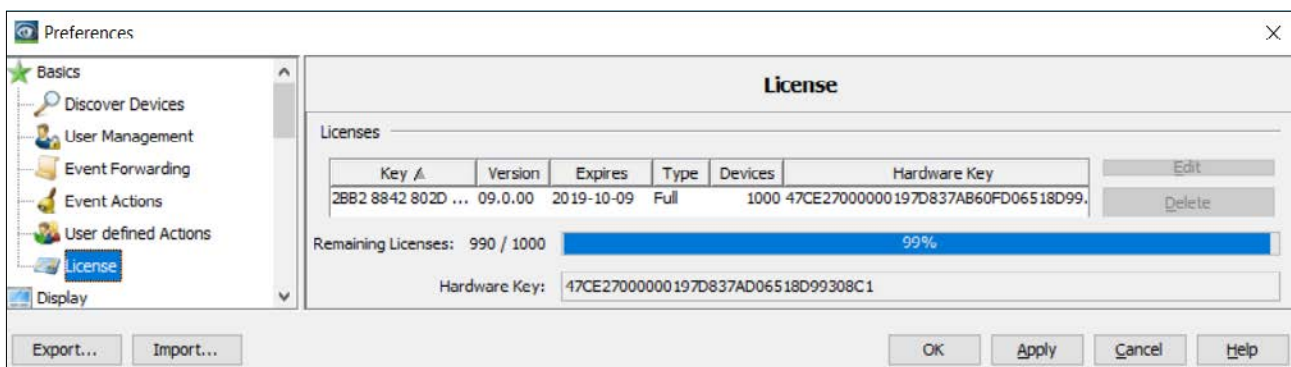 Preferences
Basics
Discover Devices
User Management
Event Forwarding
Event Actions
User defined Actions
License
Display
License
Licenses
Key Version Expires Type Devices Hardware Key
2BB2 8842 802D ... 09.0.00 2019-10-09 Full 1000 47CE27000000197D837AB60FD06518D99.
Edit
Delete
Remaining Licenses: 990 / 1000 99%
Hardware Key: 47CE27000000197D837AD06518D99308C1
Export... Import... OK Apply Cancel Help